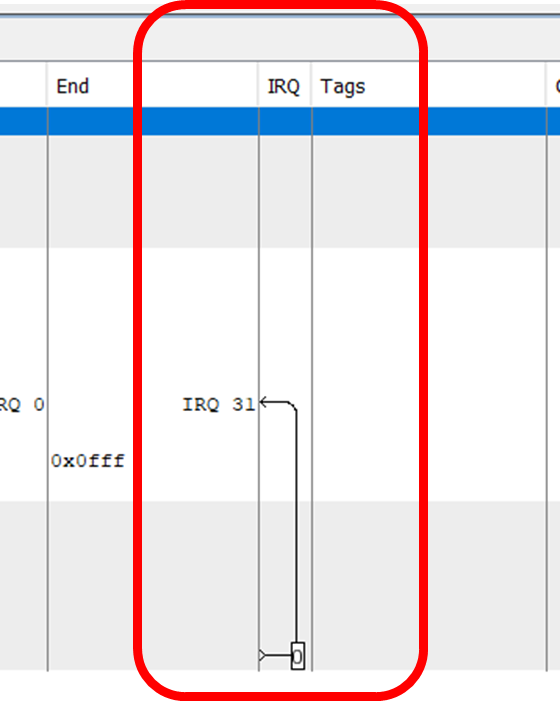 End IRQ Tags
RQ 0 IRQ 31
0x0fff
0